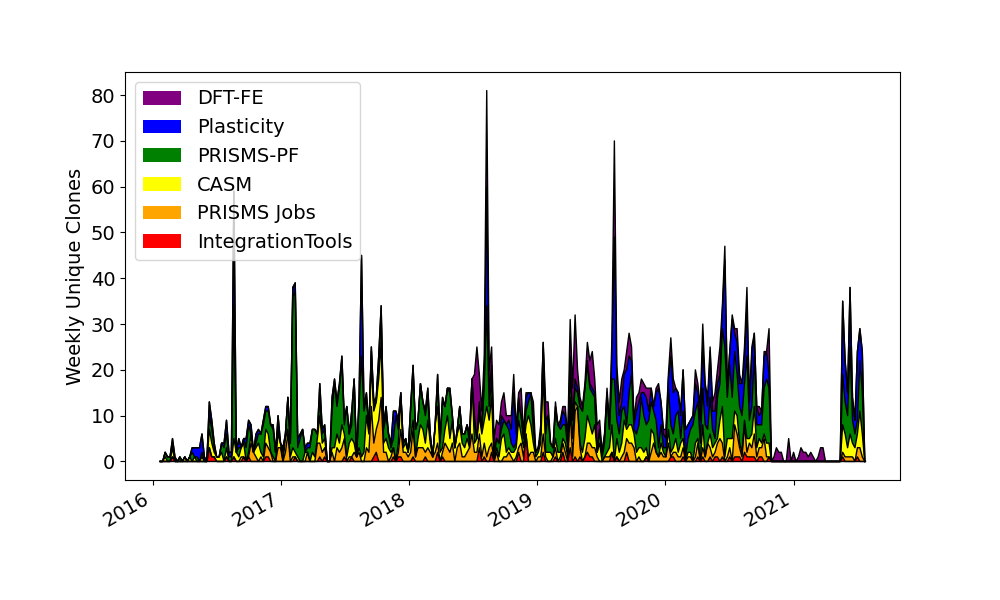 DFT-FE
Plasticity
PRISMS-PF
CASM
PRISMS Jobs
IntegrationTools
Weekly Unique Clones
80
70
60
50
40
30
20
10
0
2016
2017
2018
2019
2020
2021